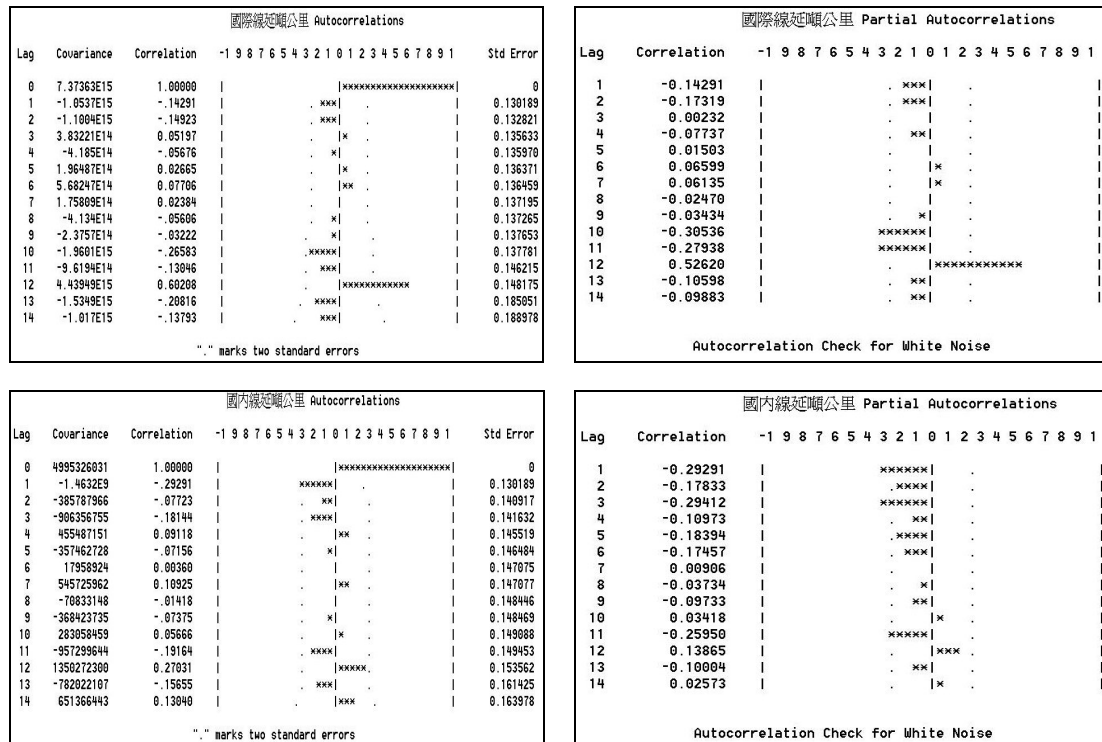 國際線延噸公里 Autocorrelations
Lag Covariance Correlation -1 9 8 7 6 5 4 3 2 1 0 1 2 3 4 5 6 7 8 9 1 Std Error
0 7.37363E15 1.00000 | |********************| 0
1 -1.0537E15 -.14291 | . ***| . | 0.130189
2 -1.1004E15 -.14923 | . ***| . | 0.132821
3 3.83221E14 0.05197 | . |* . | 0.135633
4 -4.185E14 -.05676 | . *| . | 0.135970
5 1.96487E14 0.02665 | . |* . | 0.136371
6 5.68247E14 0.07706 | . |** . | 0.136459
7 1.75809E14 0.02384 | . | . | 0.137195
8 -4.134E14 -.05606 | . *| . | 0.137265
9 -2.3757E14 -.03222 | . *| . | 0.137653
10 -1.9601E15 -.26583 | .*****| . | 0.137781
11 -9.6194E14 -.13046 | . ***| . | 0.146215
12 4.43949E15 0.60208 | . |************ | 0.148175
13 -1.5349E15 -.20816 | . ****| . | 0.185051
14 -1.017E15 -.13793 | . ***| . | 0.188978
"." marks two standard errors
國際線延噸公里 Partial Autocorrelations
Lag Correlation -1 9 8 7 6 5 4 3 2 1 0 1 2 3 4 5 6 7 8 9 1
1 -0.14291 | . ***| . |
2 -0.17319 | . ***| . |
3 0.00232 | . | . |
4 -0.07737 | . **| . |
5 0.01503 | . | . |
6 0.06599 | . |* . |
7 0.06135 | . |* . |
8 -0.02470 | . | . |
9 -0.03434 | . *| . |
10 -0.30536 | ******| . |
11 -0.27938 | ******| . |
12 0.52620 | . |*********** |
13 -0.10598 | . **| . |
14 -0.09883 | . **| . |
Autocorrelation Check for White Noise
國內線延噸公里 Autocorrelations
Lag Covariance Correlation -1 9 8 7 6 5 4 3 2 1 0 1 2 3 4 5 6 7 8 9 1 Std Error
0 4995326031 1.00000 | |********************| 0
1 -1.4632E9 -.29291 | ******| . | 0.130189
2 -385787966 -.07723 | . **| . | 0.140917
3 -906356755 -.18144 | . ****| . | 0.141632
4 455487151 0.09118 | . |** . | 0.145519
5 -357462728 -.07156 | . *| . | 0.146484
6 17958924 0.00360 | . | . | 0.147075
7 545725962 0.10925 | . |** . | 0.147077
8 -70833148 -.01418 | . | . | 0.148446
9 -368423735 -.07375 | . *| . | 0.148469
10 283058459 0.05666 | . |* . | 0.149088
11 -957299644 -.19164 | . ****| . | 0.149453
12 1350272300 0.27031 | . |*****. | 0.153562
13 -782022107 -.15655 | . ***| . | 0.161425
14 651366443 0.13040 | . |*** . | 0.163978
"." marks two standard errors
國內線延噸公里 Partial Autocorrelations
Lag Correlation -1 9 8 7 6 5 4 3 2 1 0 1 2 3 4 5 6 7 8 9 1
1 -0.29291 | ******| . |
2 -0.17833 | .****| . |
3 -0.29412 | ******| . |
4 -0.10973 | . **| . |
5 -0.18394 | .****| . |
6 -0.17457 | . ***| . |
7 0.00906 | . | . |
8 -0.03734 | . *| . |
9 -0.09733 | . **| . |
10 0.03418 | . |* . |
11 -0.25950 | *****| . |
12 0.13865 | . |*** . |
13 -0.10004 | . **| . |
14 0.02573 | . |* . |
Autocorrelation Check for White Noise